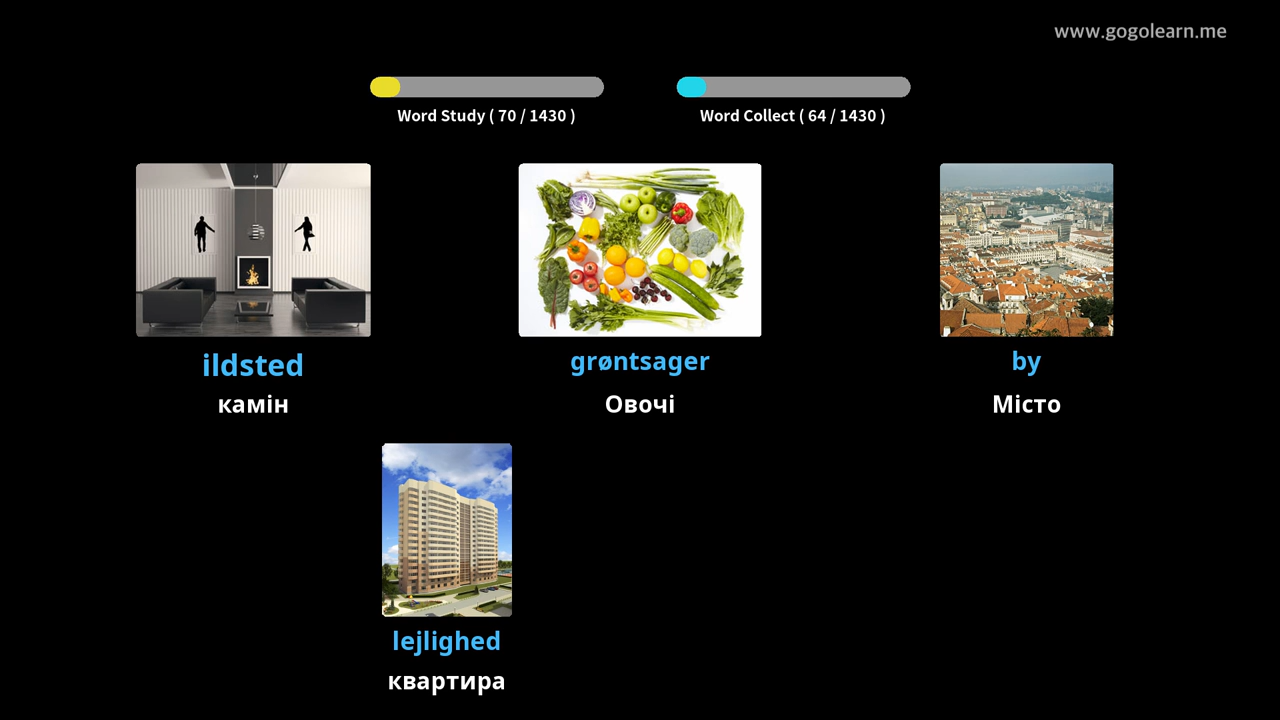 www.gogolearn.me
Word Study ( 70 / 1430 )
Word Collect ( 64 / 1430 )
ildsted
grøntsager
by
камін
Овочі
Місто
lejlighed
квартира